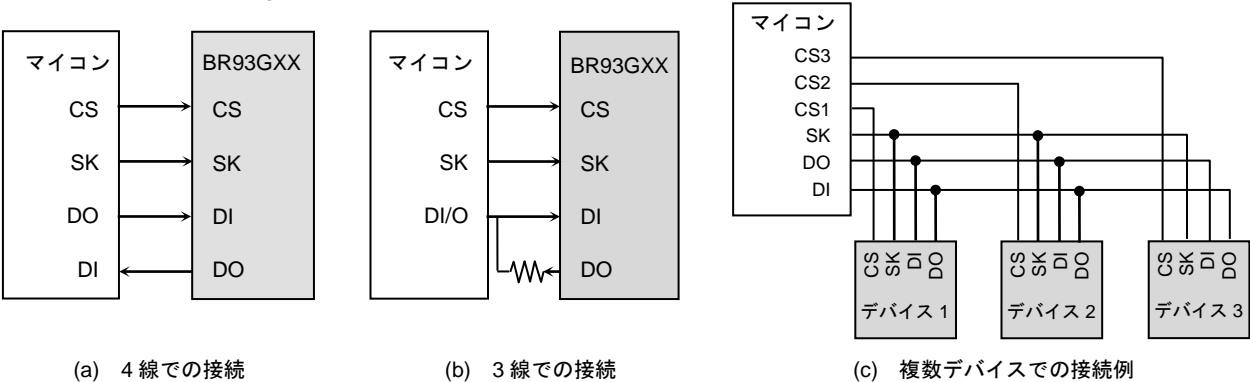 マイコン
CS
SK
DO
DI
BR93GXX
CS
SK
DI
DO
(a) 4線での接続
マイコン
CS
SK
DI/O
BR93GXX
CS
SK
DI
DO
(b) 3線での接続
マイコン
CS3
CS2
CS1
SK
DO
DI
CS
SK
DI
DO
デバイス 1
CS
SK
DI
DO
デバイス 2
CS
SK
DI
DO
デバイス 3
(c) 複数デバイスでの接続例